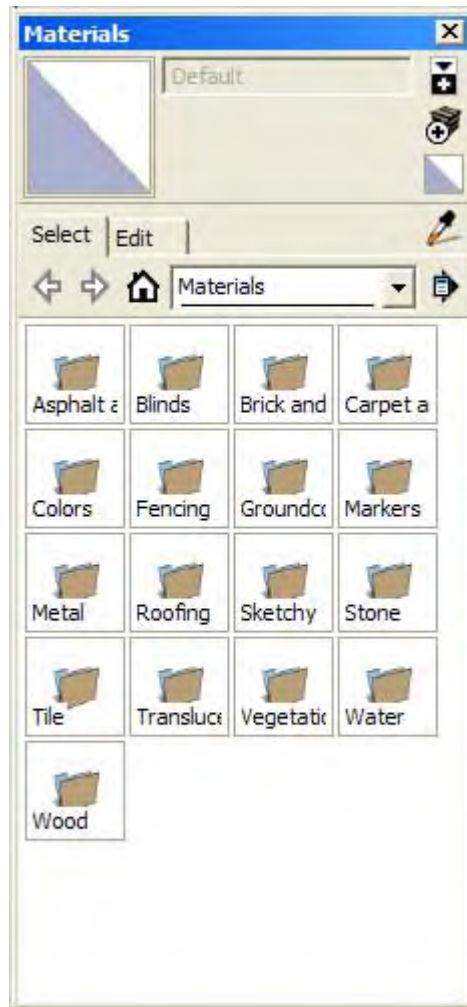 Materials
Default
Select Edit
Materials
Asphalt a Blinds Brick and Carpet a
Colors Fencing Groundc Markers
Metal Roofing Sketchy Stone
Tile Transluce Vegetatic Water
Wood